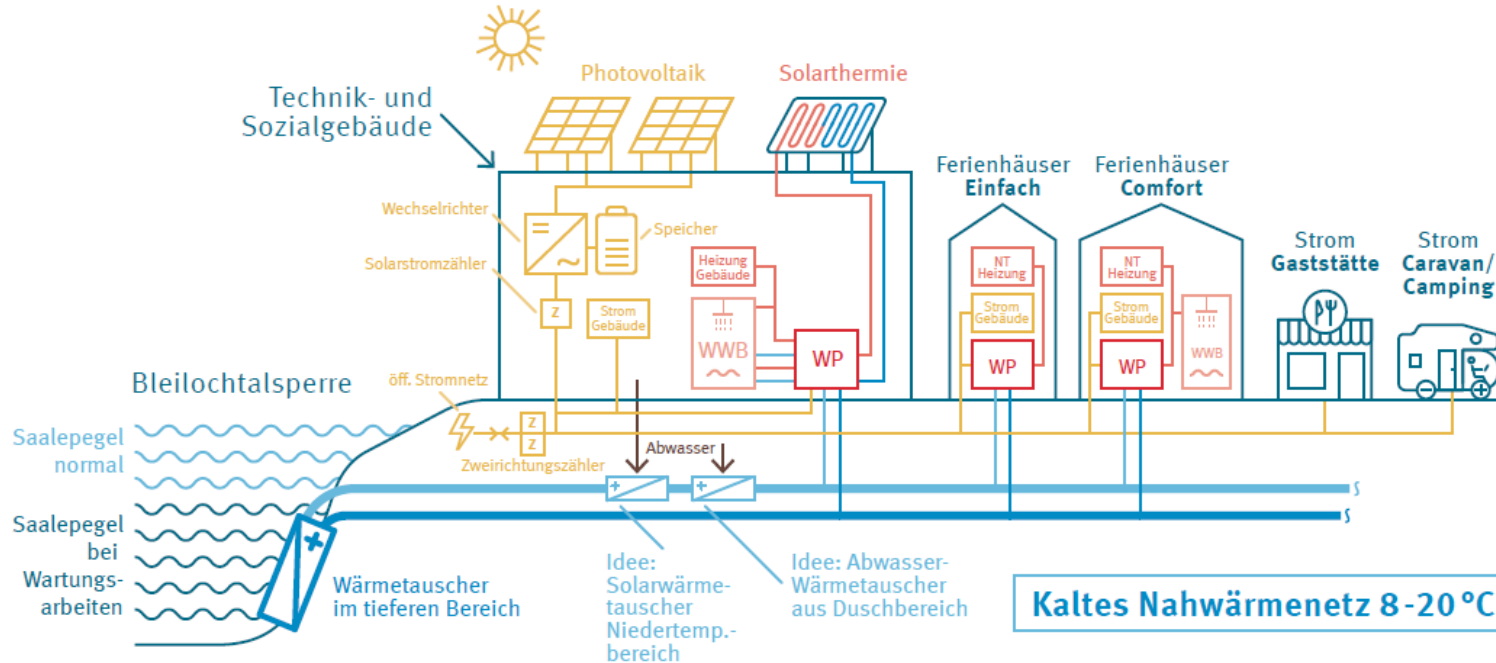 Photovoltaik
Solarthermie
Technik- und
Sozialgebäude
Wechselrichter
Speicher
Solarstromzähler
Z
Strom
Gebäude
Heizung
Gebäude
WWB
WP
Ferienhäuser
Einfach
NT
Heizung
Strom
Gebäude
WP
Ferienhäuser
Comfort
NT
Heizung
Strom
Gebäude
WP
WWB
Strom
Gaststätte
Strom
Caravan/
Camping
Bleilochtalsperre
öff. Stromnetz
Z
Z
Zweirichtungszähler
Abwasser
Saalepegel
normal
Saalepegel
bei
Wartungs-
arbeiten
Wärmetauscher
im tieferen Bereich
Idee:
Solarwärme-
tauscher
Niedertemp.-
bereich
Idee: Abwasser-
Wärmetauscher
aus Duschbereich
Kaltes Nahwärmenetz 8-20 °C